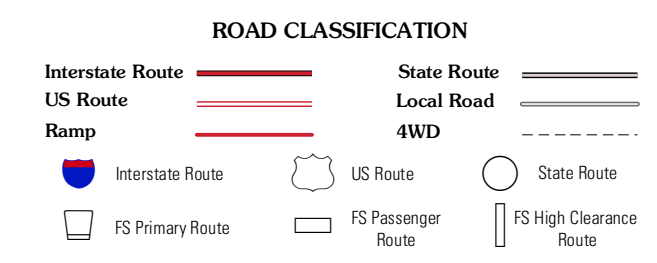 ROAD CLASSIFICATION
Interstate Route
State Route
US Route
Local Road
Ramp
4WD
Interstate Route
US Route
State Route
FS Primary Route
FS Passenger
Route
FS High Clearance
Route